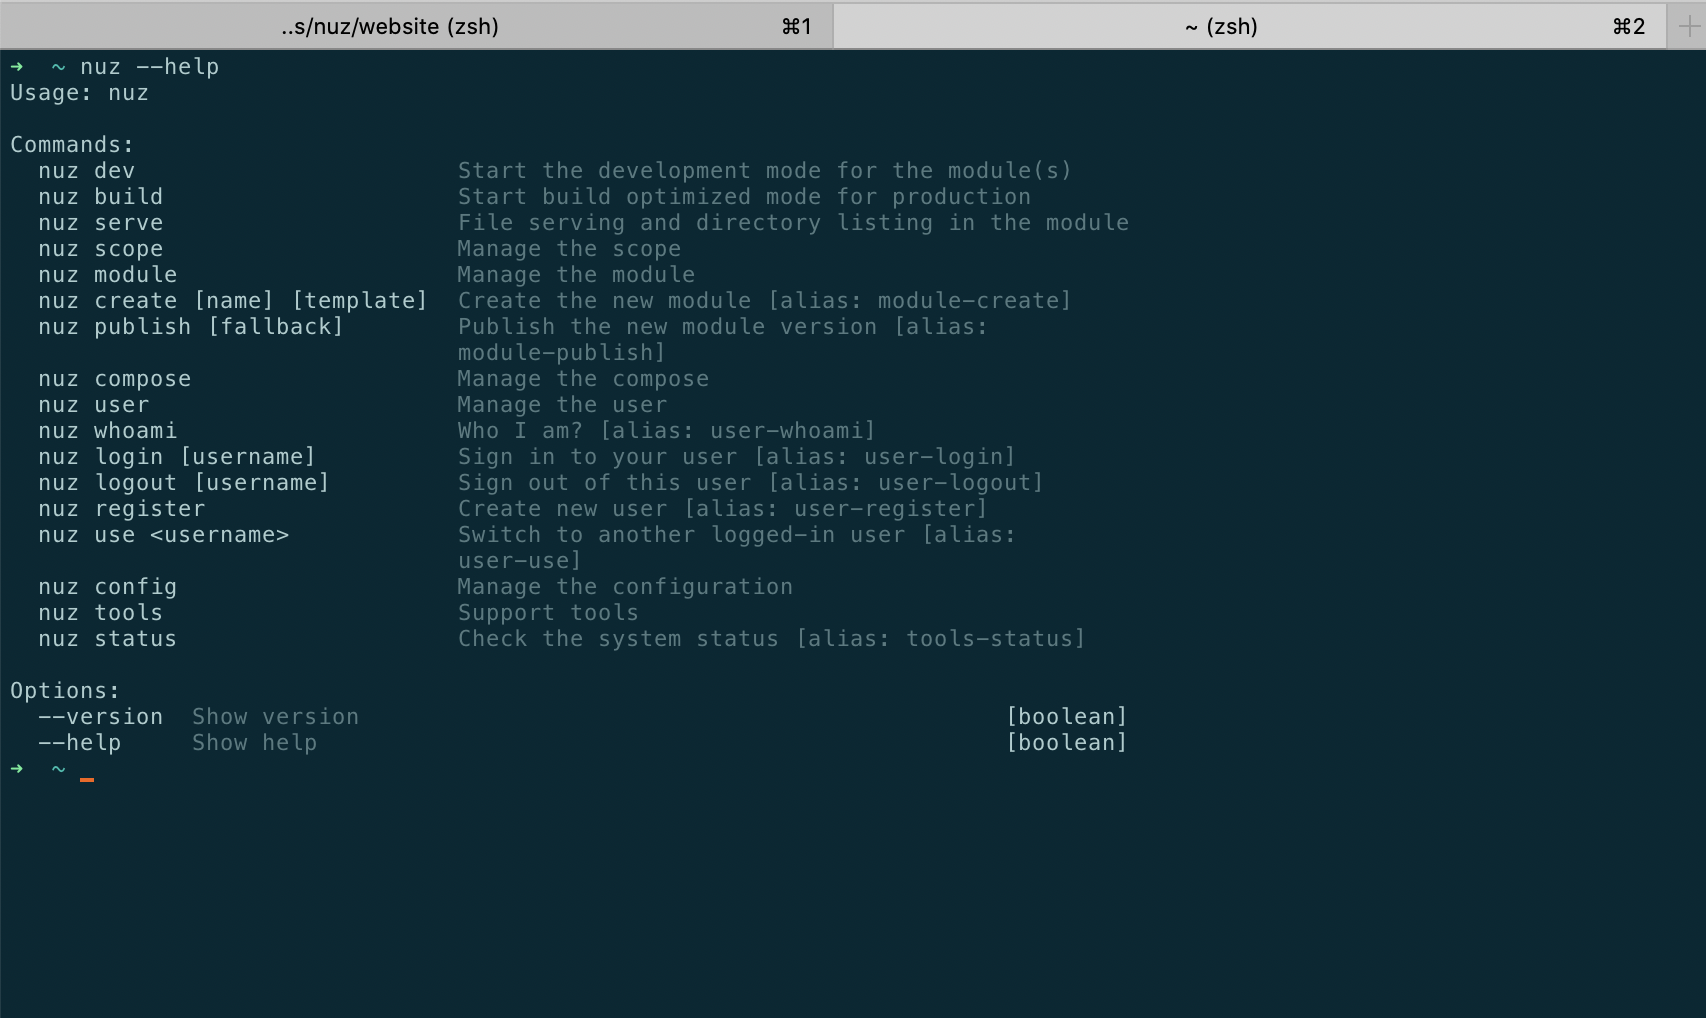 ..s/nuz/website (zsh) ⌘1 ~ (zsh) ⌘2 +
➜ ~ nuz --help
Usage: nuz
Commands:
nuz dev Start the development mode for the module(s)
nuz build Start build optimized mode for production
nuz serve File serving and directory listing in the module
nuz scope Manage the scope
nuz module Manage the module
nuz create [name] [template] Create the new module [alias: module-create]
nuz publish [fallback] Publish the new module version [alias:
module-publish]
nuz compose Manage the compose
nuz user Manage the user
nuz whoami Who I am? [alias: user-whoami]
nuz login [username] Sign in to your user [alias: user-login]
nuz logout [username] Sign out of this user [alias: user-logout]
nuz register Create new user [alias: user-register]
nuz use <username> Switch to another logged-in user [alias:
user-use]
nuz config Manage the configuration
nuz tools Support tools
nuz status Check the system status [alias: tools-status]
Options:
--version Show version [boolean]
--help Show help [boolean]
➜ ~